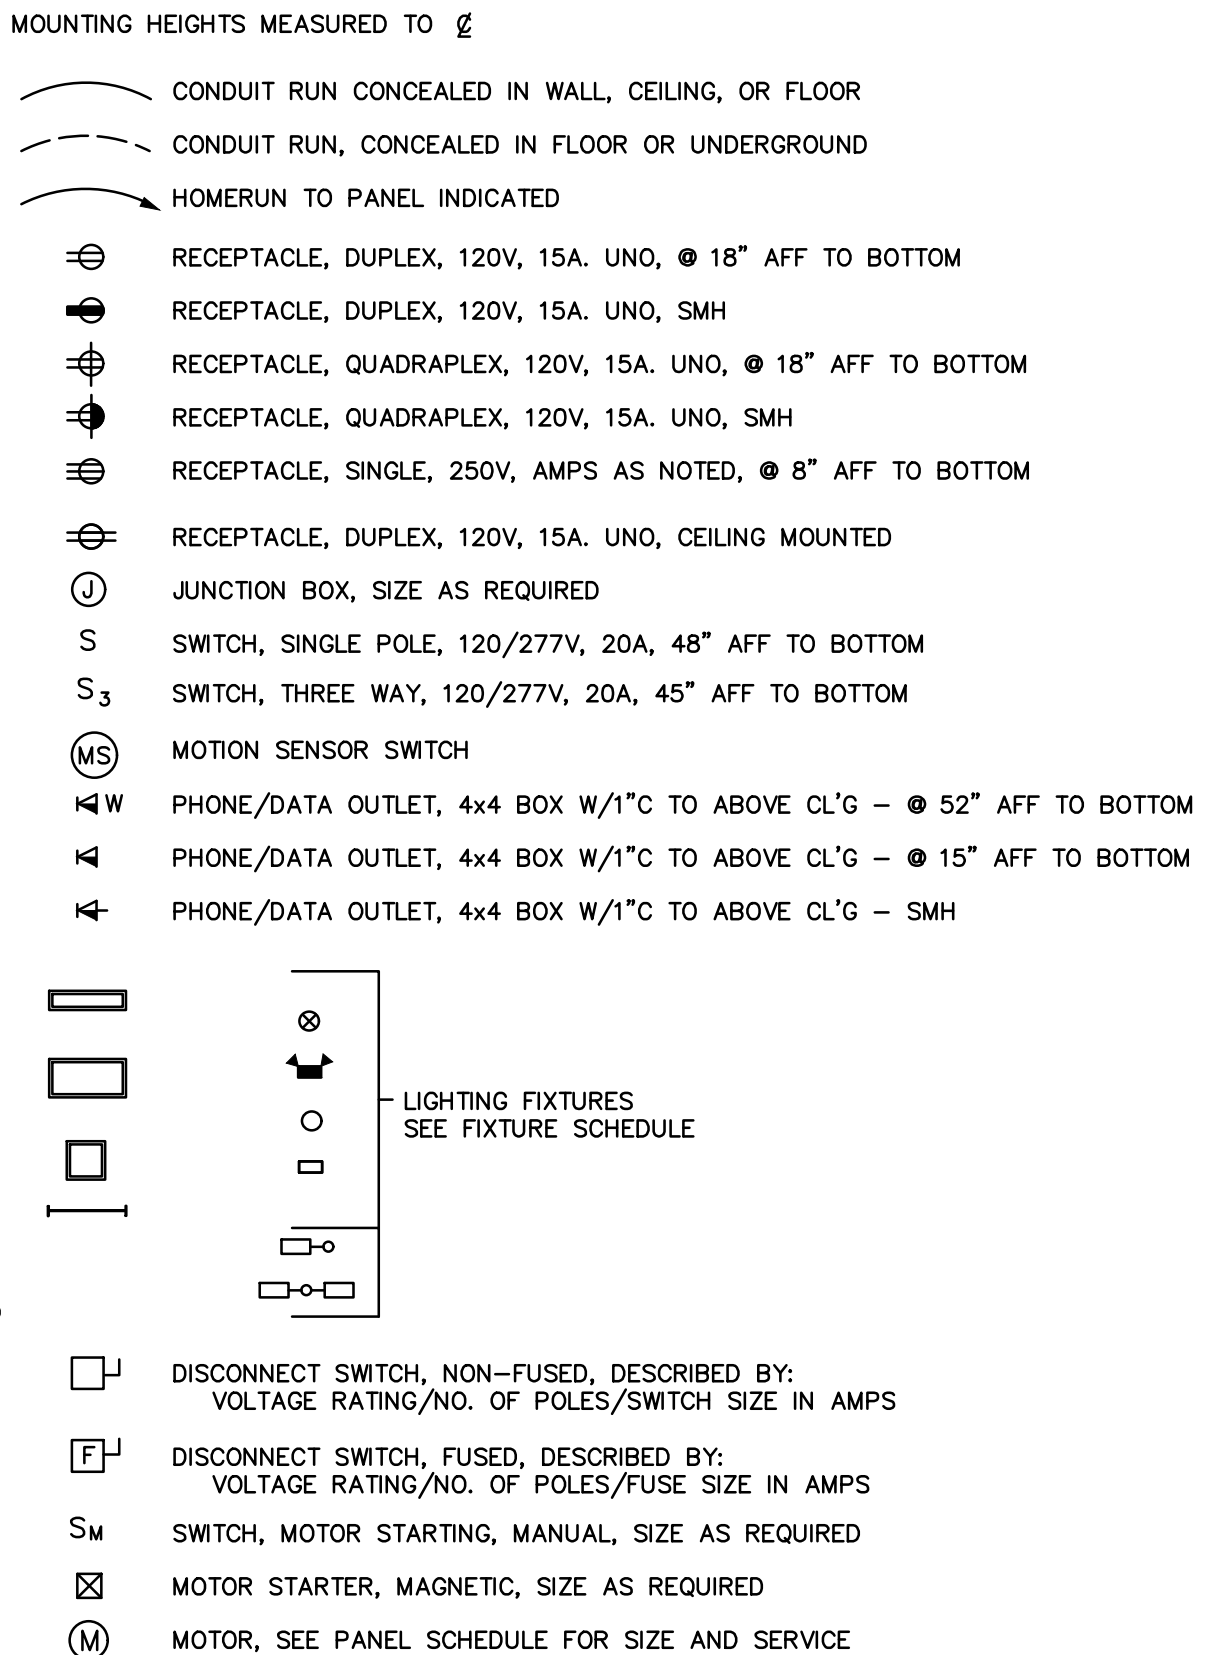 MOUNTING HEIGHTS MEASURED TO ℄
CONDUIT RUN CONCEALED IN WALL, CEILING, OR FLOOR
CONDUIT RUN, CONCEALED IN FLOOR OR UNDERGROUND
HOMERUN TO PANEL INDICATED
RECEPTACLE, DUPLEX, 120V, 15A. UNO, @ 18" AFF TO BOTTOM
RECEPTACLE, DUPLEX, 120V, 15A. UNO, SMH
RECEPTACLE, QUADRAPLEX, 120V, 15A. UNO, @ 18" AFF TO BOTTOM
RECEPTACLE, QUADRAPLEX, 120V, 15A. UNO, SMH
RECEPTACLE, SINGLE, 250V, AMPS AS NOTED, @ 8" AFF TO BOTTOM
RECEPTACLE, DUPLEX, 120V, 15A. UNO, CEILING MOUNTED
J JUNCTION BOX, SIZE AS REQUIRED
S SWITCH, SINGLE POLE, 120/277V, 20A, 48" AFF TO BOTTOM
S3 SWITCH, THREE WAY, 120/277V, 20A, 45" AFF TO BOTTOM
MS MOTION SENSOR SWITCH
W PHONE/DATA OUTLET, 4x4 BOX W/1"C TO ABOVE CL'G – @ 52" AFF TO BOTTOM
PHONE/DATA OUTLET, 4x4 BOX W/1"C TO ABOVE CL'G – @ 15" AFF TO BOTTOM
PHONE/DATA OUTLET, 4x4 BOX W/1"C TO ABOVE CL'G – SMH
LIGHTING FIXTURES
SEE FIXTURE SCHEDULE
DISCONNECT SWITCH, NON–FUSED, DESCRIBED BY:
VOLTAGE RATING/NO. OF POLES/SWITCH SIZE IN AMPS
F DISCONNECT SWITCH, FUSED, DESCRIBED BY:
VOLTAGE RATING/NO. OF POLES/FUSE SIZE IN AMPS
SM SWITCH, MOTOR STARTING, MANUAL, SIZE AS REQUIRED
MOTOR STARTER, MAGNETIC, SIZE AS REQUIRED
M MOTOR, SEE PANEL SCHEDULE FOR SIZE AND SERVICE